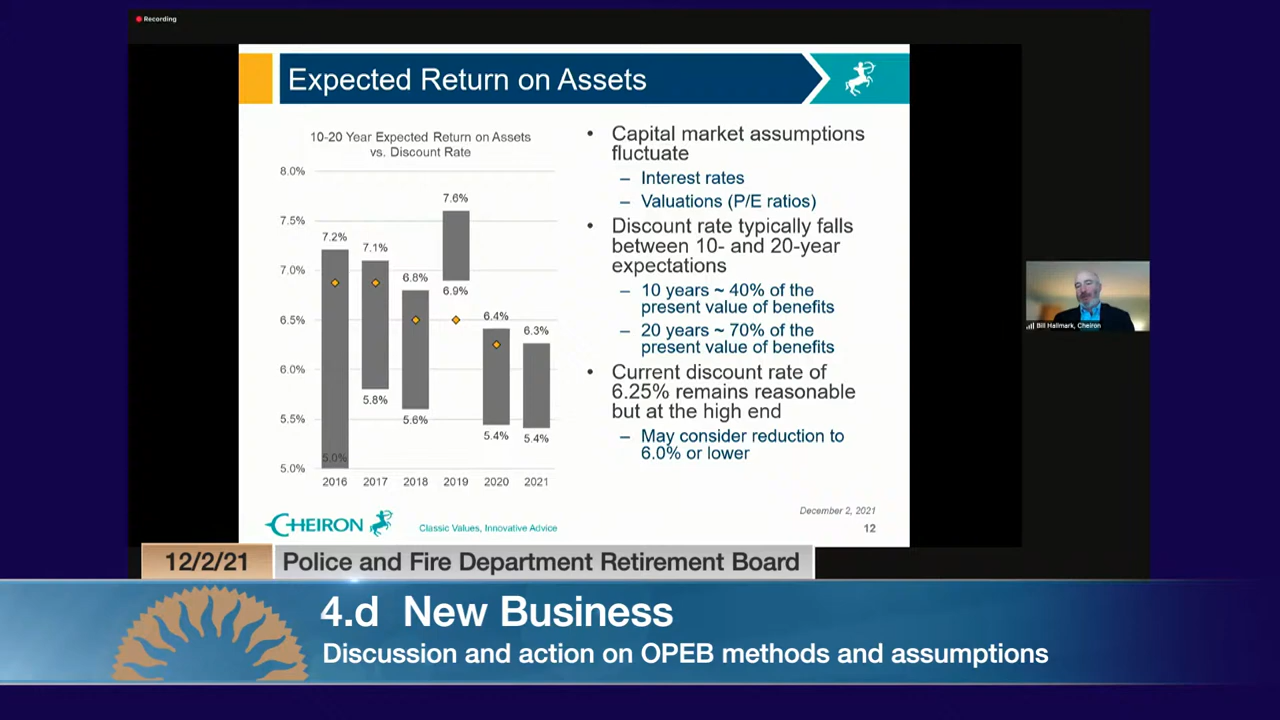 Recording
Expected Return on Assets
10-20 Year Expected Return on Assets
vs. Discount Rate
8.0%
7.5%
7.0%
6.5%
6.0%
5.5%
5.0%
7.2%
5.0%
7.1%
5.8%
6.8%
5.6%
7.6%
6.9%
6.4%
5.4%
6.3%
5.4%
2016 2017 2018 2019 2020 2021
• Capital market assumptions
fluctuate
– Interest rates
– Valuations (P/E ratios)
• Discount rate typically falls
between 10- and 20-year
expectations
– 10 years ~ 40% of the
present value of benefits
– 20 years ~ 70% of the
present value of benefits
• Current discount rate of
6.25% remains reasonable
but at the high end
– May consider reduction to
6.0% or lower
Bill Hallmark, Cheiron
CHEIRON
Classic Values, Innovative Advice
December 2, 2021
12
12/2/21 Police and Fire Department Retirement Board
4.d New Business
Discussion and action on OPEB methods and assumptions